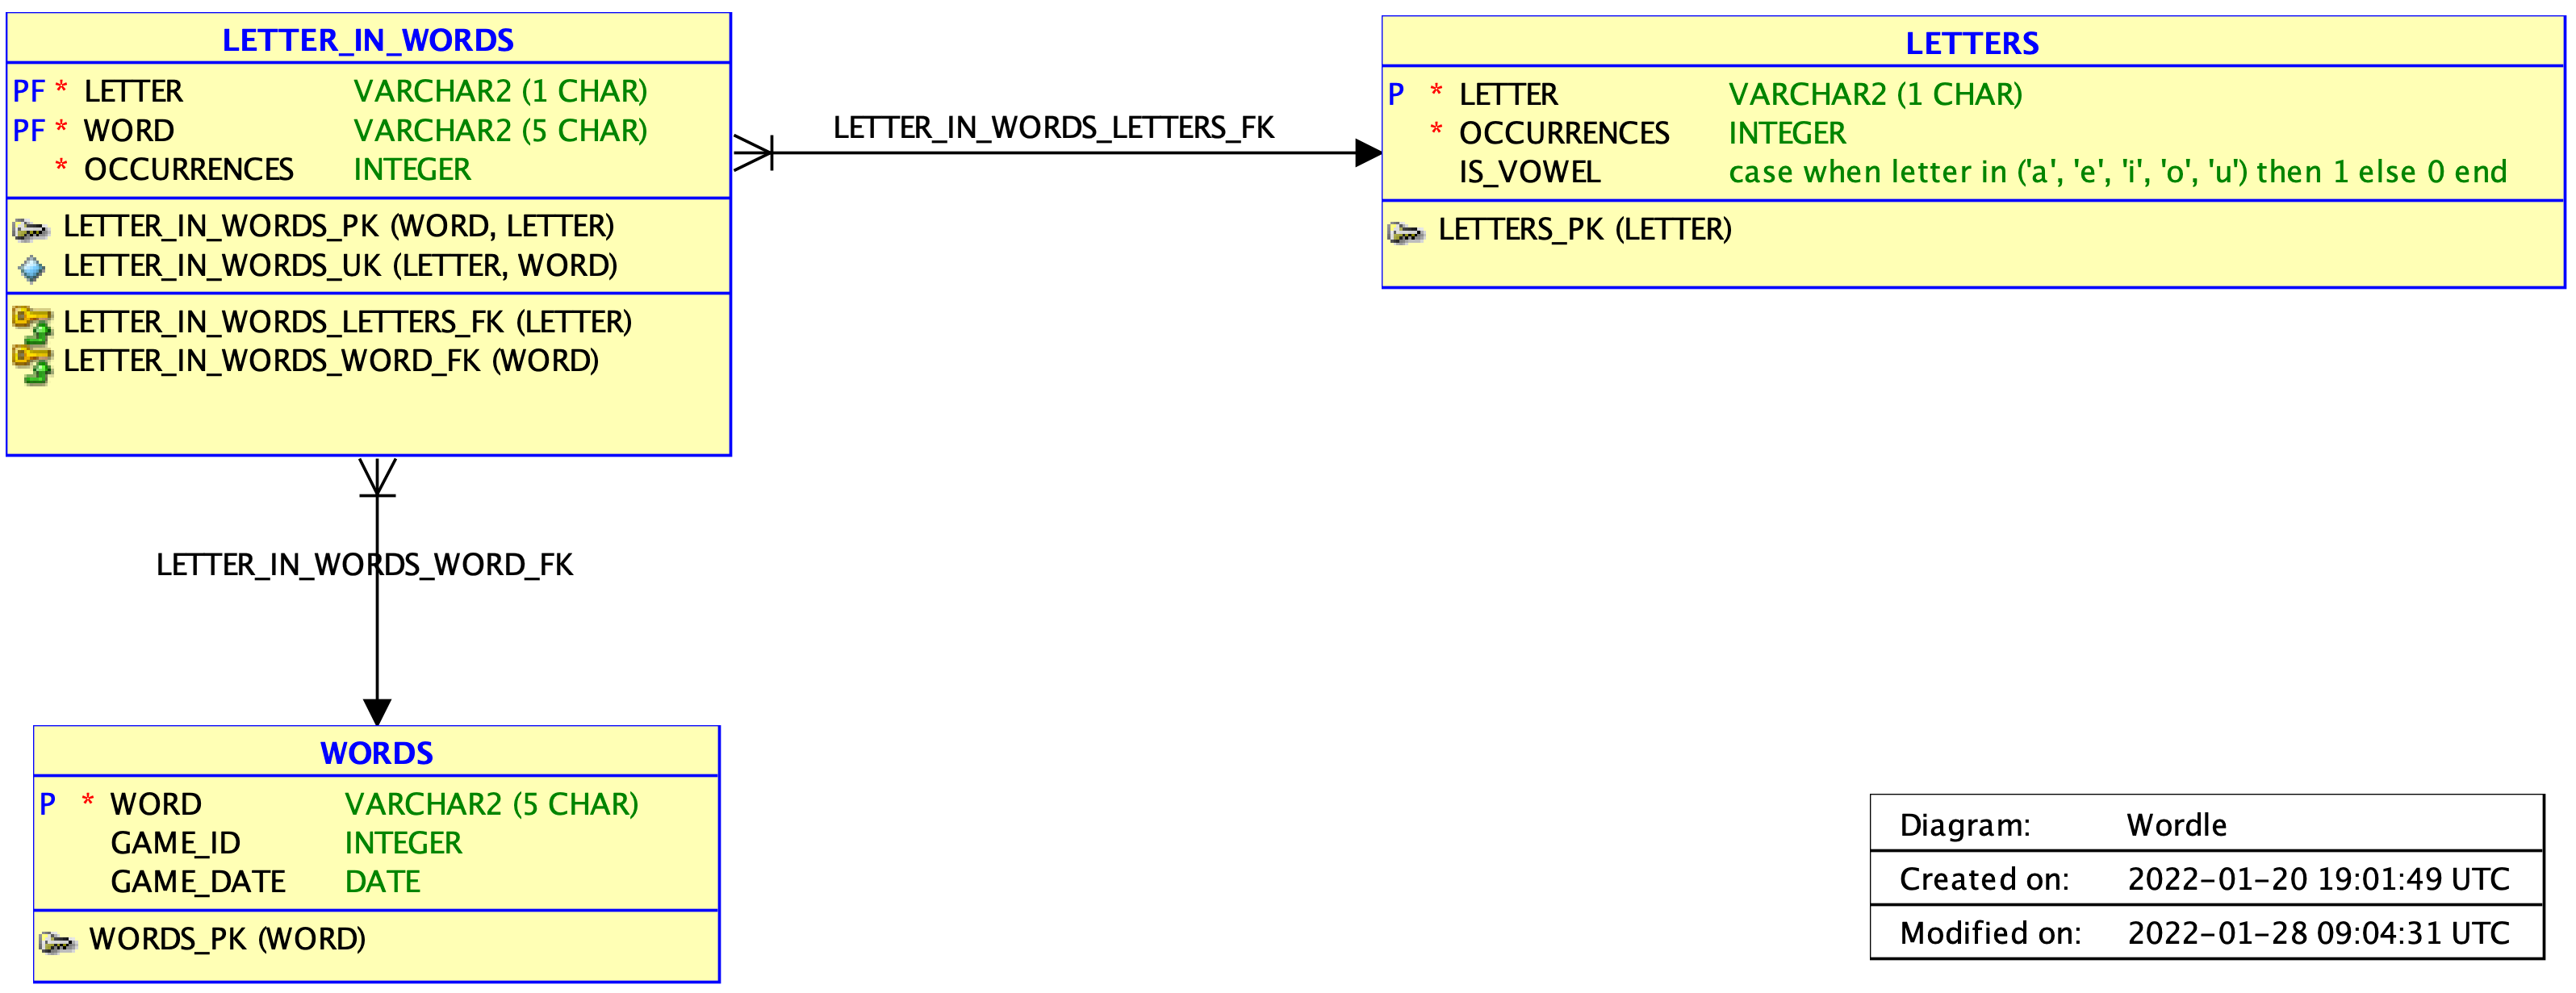 LETTER_IN_WORDS
PF * LETTER VARCHAR2 (1 CHAR)
PF * WORD VARCHAR2 (5 CHAR)
* OCCURRENCES INTEGER
LETTER_IN_WORDS_PK (WORD, LETTER)
LETTER_IN_WORDS_UK (LETTER, WORD)
LETTER_IN_WORDS_LETTERS_FK (LETTER)
LETTER_IN_WORDS_WORD_FK (WORD)
LETTER_IN_WORDS_LETTERS_FK
LETTERS
P * LETTER VARCHAR2 (1 CHAR)
* OCCURRENCES INTEGER
IS_VOWEL case when letter in ('a', 'e', 'i', 'o', 'u') then 1 else 0 end
LETTERS_PK (LETTER)
LETTER_IN_WORDS_WORD_FK
WORDS
P * WORD VARCHAR2 (5 CHAR)
GAME_ID INTEGER
GAME_DATE DATE
WORDS_PK (WORD)
Diagram: Wordle
Created on: 2022-01-20 19:01:49 UTC
Modified on: 2022-01-28 09:04:31 UTC